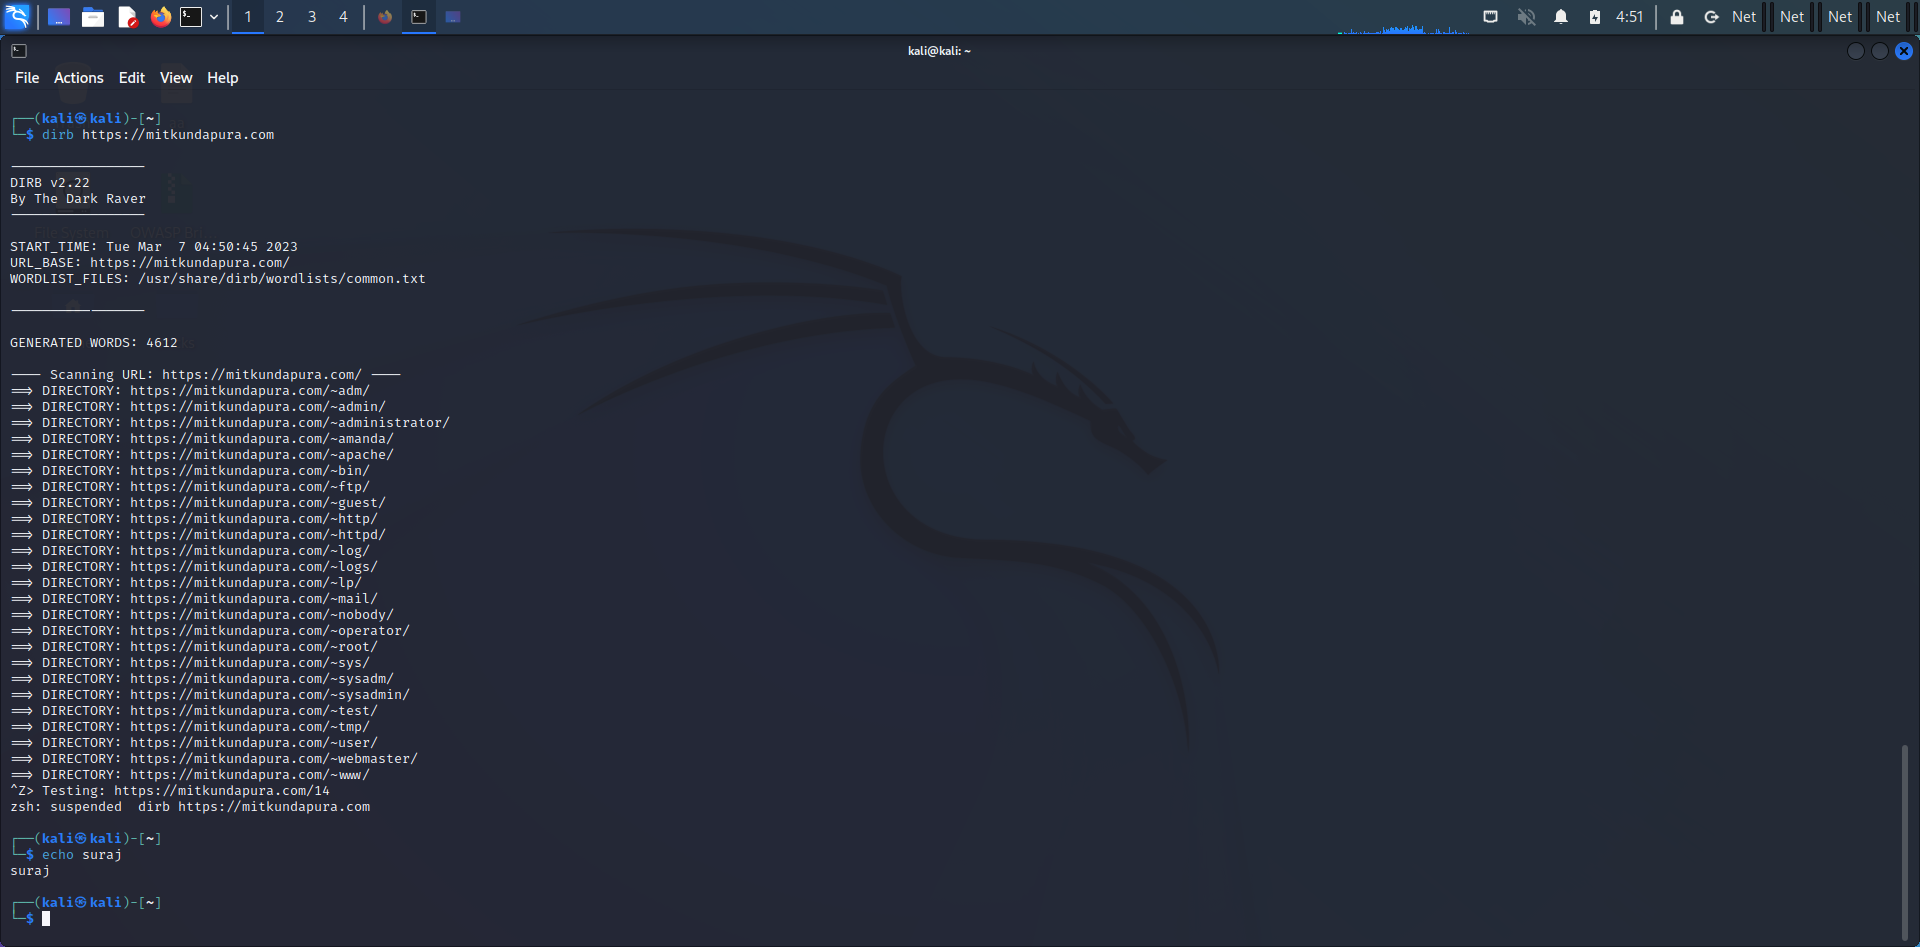 1 2 3 4 4:51 Net Net Net Net
kali@kali: ~
File Actions Edit View Help
┌──(kali㉿kali)-[~]
└─$ dirb https://mitkundapura.com
-----------------
DIRB v2.22
By The Dark Raver
-----------------
START_TIME: Tue Mar  7 04:50:45 2023
URL_BASE: https://mitkundapura.com/
WORDLIST_FILES: /usr/share/dirb/wordlists/common.txt
-----------------
GENERATED WORDS: 4612
---- Scanning URL: https://mitkundapura.com/ ----
==> DIRECTORY: https://mitkundapura.com/~adm/
==> DIRECTORY: https://mitkundapura.com/~admin/
==> DIRECTORY: https://mitkundapura.com/~administrator/
==> DIRECTORY: https://mitkundapura.com/~amanda/
==> DIRECTORY: https://mitkundapura.com/~apache/
==> DIRECTORY: https://mitkundapura.com/~bin/
==> DIRECTORY: https://mitkundapura.com/~ftp/
==> DIRECTORY: https://mitkundapura.com/~guest/
==> DIRECTORY: https://mitkundapura.com/~http/
==> DIRECTORY: https://mitkundapura.com/~httpd/
==> DIRECTORY: https://mitkundapura.com/~log/
==> DIRECTORY: https://mitkundapura.com/~logs/
==> DIRECTORY: https://mitkundapura.com/~lp/
==> DIRECTORY: https://mitkundapura.com/~mail/
==> DIRECTORY: https://mitkundapura.com/~nobody/
==> DIRECTORY: https://mitkundapura.com/~operator/
==> DIRECTORY: https://mitkundapura.com/~root/
==> DIRECTORY: https://mitkundapura.com/~sys/
==> DIRECTORY: https://mitkundapura.com/~sysadm/
==> DIRECTORY: https://mitkundapura.com/~sysadmin/
==> DIRECTORY: https://mitkundapura.com/~test/
==> DIRECTORY: https://mitkundapura.com/~tmp/
==> DIRECTORY: https://mitkundapura.com/~user/
==> DIRECTORY: https://mitkundapura.com/~webmaster/
==> DIRECTORY: https://mitkundapura.com/~www/
^Z> Testing: https://mitkundapura.com/14
zsh: suspended  dirb https://mitkundapura.com
┌──(kali㉿kali)-[~]
└─$ echo suraj
suraj
┌──(kali㉿kali)-[~]
└─$